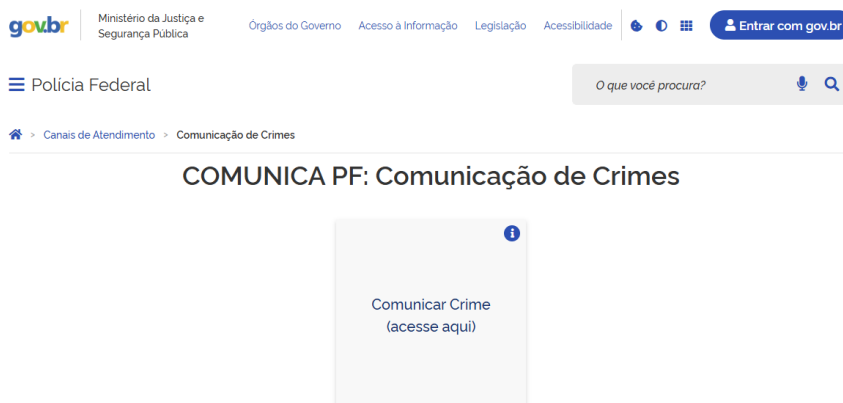 gov.br
Ministério da Justiça e
Segurança Pública
Órgãos do Governo
Acesso à Informação
Legislação
Acessibilidade
Entrar com gov.br
Polícia Federal
O que você procura?
> Canais de Atendimento > Comunicação de Crimes
COMUNICA PF: Comunicação de Crimes
Comunicar Crime
(acesse aqui)